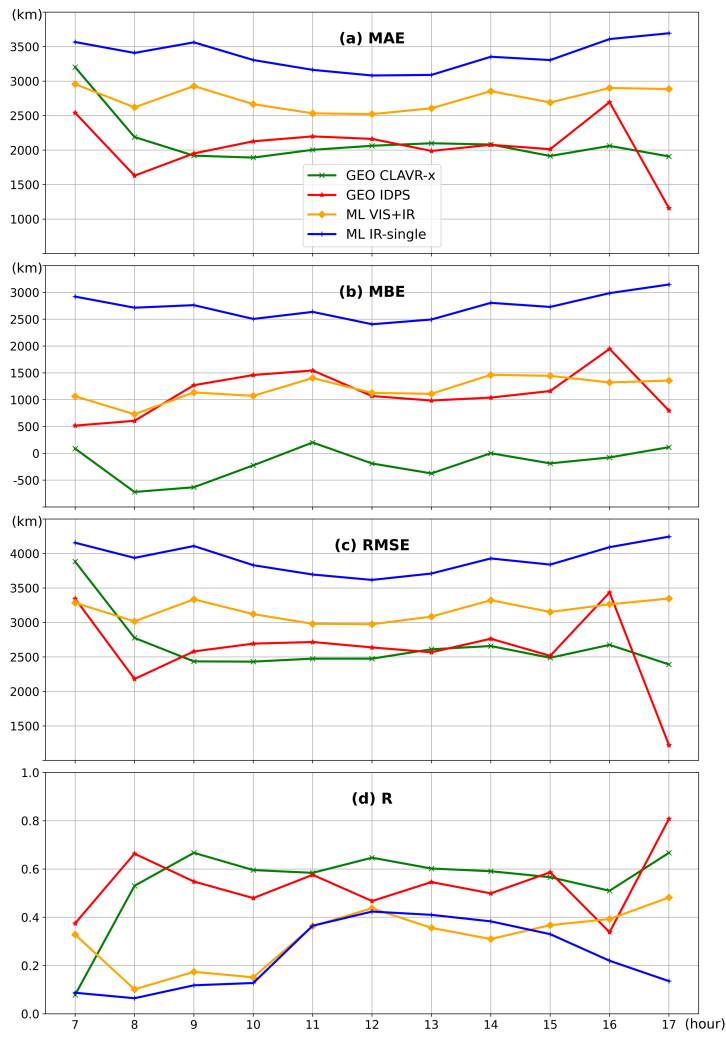 (km)
(a) MAE
3500
3000
2500
2000
1500
1000
GEO CLAVR-x
GEO IDPS
ML VIS+IR
ML IR-single
(km)
(b) MBE
3000
2500
2000
1500
1000
500
0
-500
(km)
(c) RMSE
4000
3500
3000
2500
2000
1500
(d) R
1.0
0.8
0.6
0.4
0.2
0.0
7 8 9 10 11 12 13 14 15 16 17 (hour)